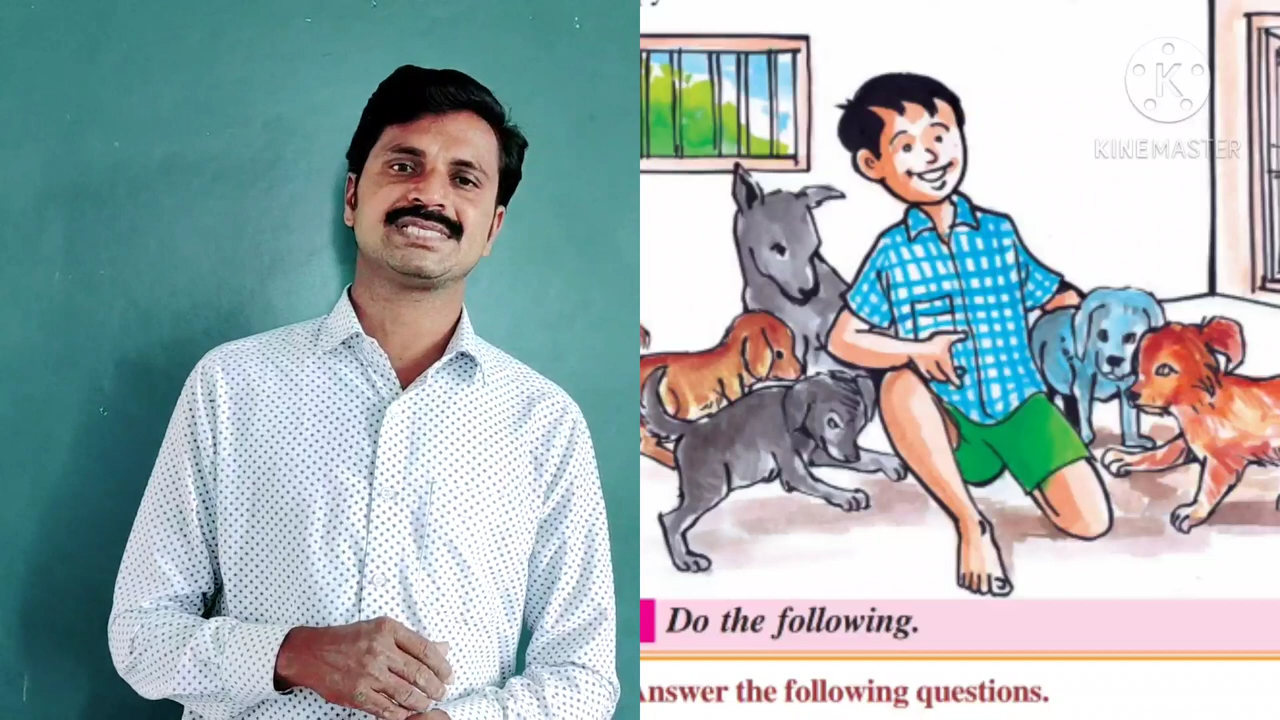 K
KINEMASTER
Do the following.
Answer the following questions.